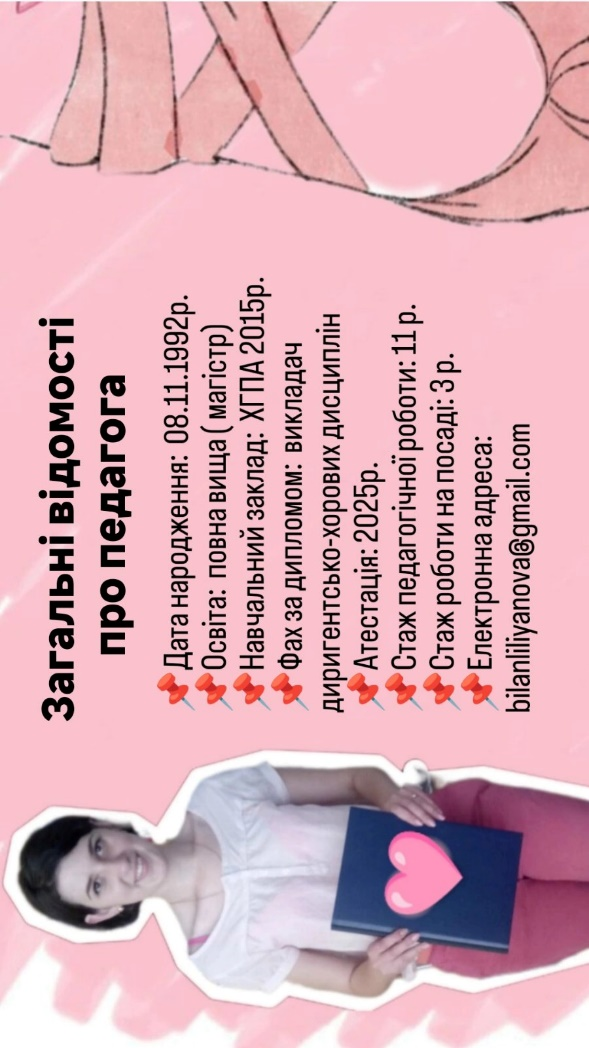 Загальні відомості
про педагога
Дата народження: 08.11.1992р.
Освіта: повна вища ( магістр)
Навчальний заклад: ХГПА 2015р.
Фах за дипломом: викладач
диригентсько-хорових дисциплін
Атестація: 2025р.
Стаж педагогічної роботи: 11 р.
Стаж роботи на посаді: 3 р.
Електронна адреса:
bilanliliyanova@gmail.com